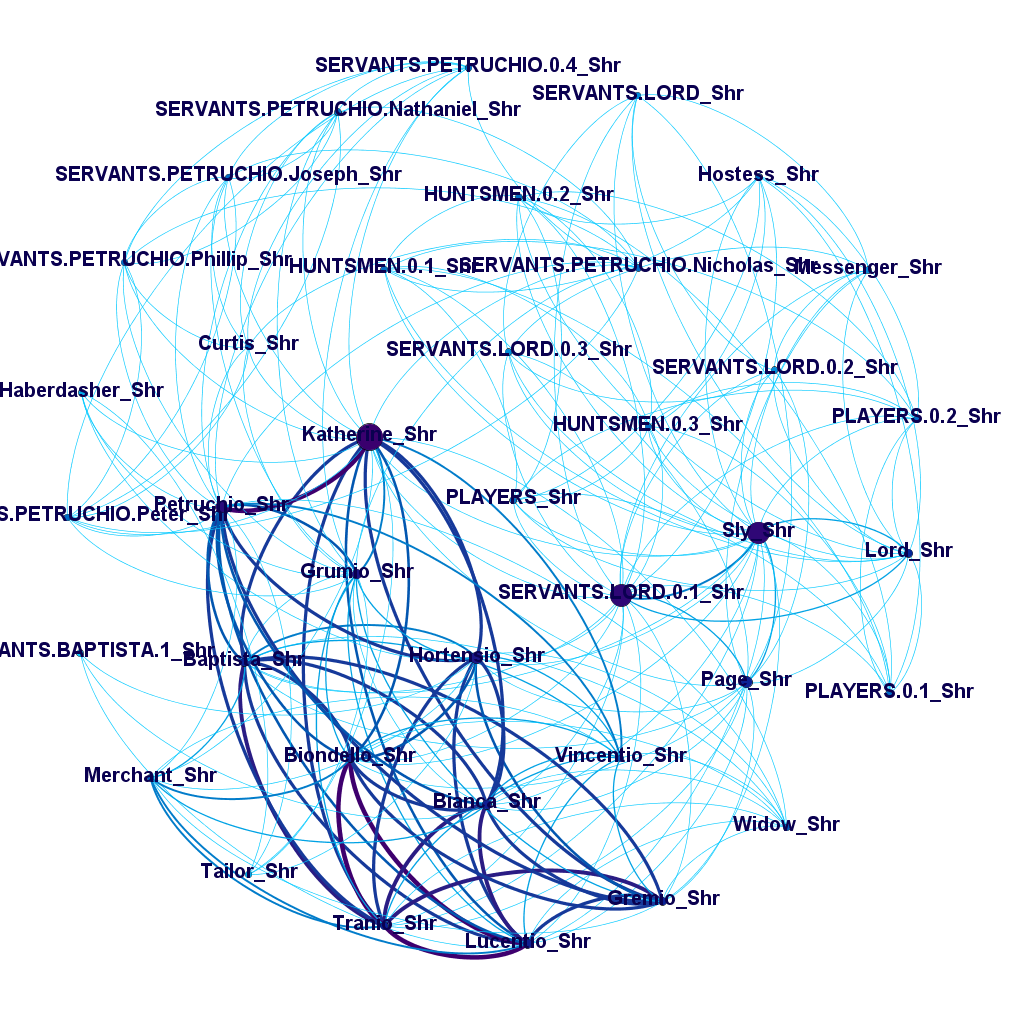 SERVANTS.PETRUCHIO.0.4_Shr
SERVANTS.LORD_Shr
SERVANTS.PETRUCHIO.Nathaniel_Shr
SERVANTS.PETRUCHIO.Joseph_Shr
Hostess_Shr
HUNTSMEN.0.2_Shr
VANTS.PETRUCHIO.Phillip_Shr
HUNTSMEN.0.1_Shr
SERVANTS.PETRUCHIO.Nicholas_Shr
Messenger_Shr
Curtis_Shr
SERVANTS.LORD.0.3_Shr
SERVANTS.LORD.0.2_Shr
Haberdasher_Shr
PLAYERS.0.2_Shr
HUNTSMEN.0.3_Shr
Katherine_Shr
PLAYERS_Shr
Petruchio_Shr
S.PETRUCHIO.Peter_Shr
Sly_Shr
Lord_Shr
Grumio_Shr
SERVANTS.LORD.0.1_Shr
ANTS.BAPTISTA.1_Shr
Baptista_Shr
Hortensio_Shr
Page_Shr
PLAYERS.0.1_Shr
Biondello_Shr
Vincentio_Shr
Merchant_Shr
Bianca_Shr
Widow_Shr
Tailor_Shr
Gremio_Shr
Tranio_Shr
Lucentio_Shr